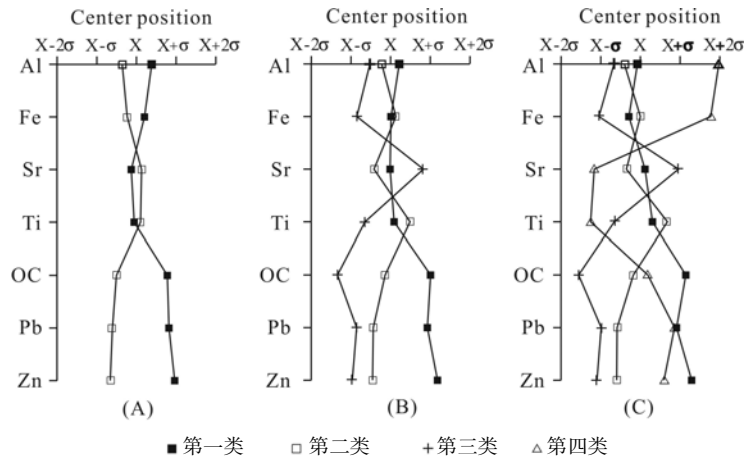 Center position Center position Center position
X-2σ X-σ X X+σ X+2σ X-2σ X-σ X X+σ X+2σ X-2σ X-σ X X+σ X+2σ
Al Al Al
Fe Fe Fe
Sr Sr Sr
Ti Ti Ti
OC OC OC
Pb Pb Pb
Zn Zn Zn
(A) (B) (C)
第一类 第二类 第三类 第四类